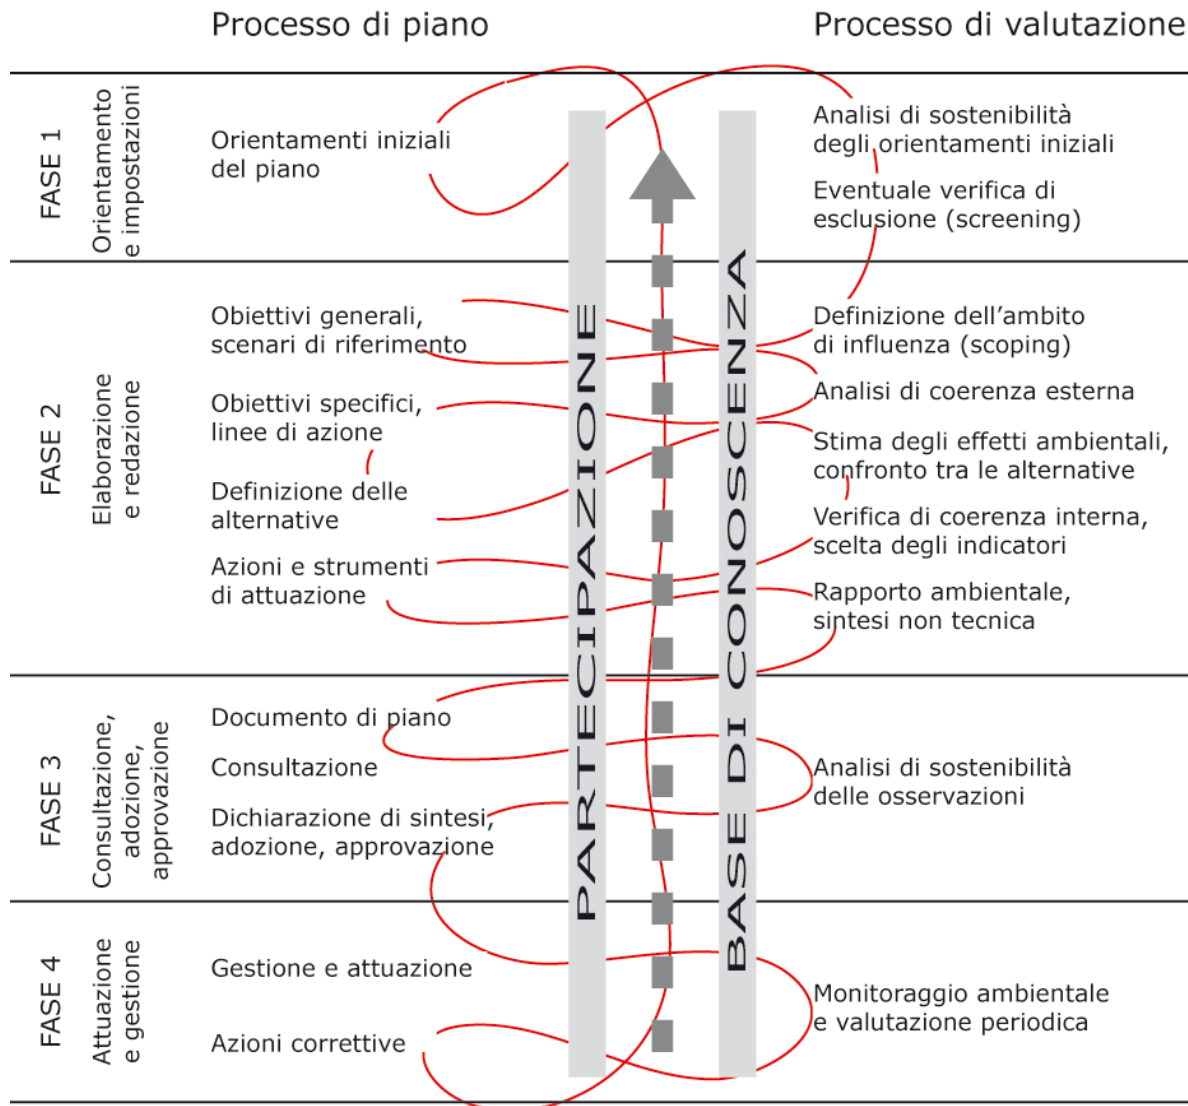 Processo di piano
Processo di valutazione
FASE 1
Orientamento
e impostazioni
Orientamenti iniziali
del piano
Analisi di sostenibilità
degli orientamenti iniziali
Eventuale verifica di
esclusione (screening)
FASE 2
Elaborazione
e redazione
Obiettivi generali,
scenari di riferimento
Obiettivi specifici,
linee di azione
Definizione delle
alternative
Azioni e strumenti
di attuazione
PARTECIPAZIONE
BASE DI CONOSCENZA
Definizione dell'ambito
di influenza (scoping)
Analisi di coerenza esterna
Stima degli effetti ambientali,
confronto tra le alternative
Verifica di coerenza interna,
scelta degli indicatori
Rapporto ambientale,
sintesi non tecnica
FASE 3
Consultazione,
adozione,
approvazione
Documento di piano
Consultazione
Dichiarazione di sintesi,
adozione, approvazione
Analisi di sostenibilità
delle osservazioni
FASE 4
Attuazione
e gestione
Gestione e attuazione
Azioni correttive
Monitoraggio ambientale
e valutazione periodica